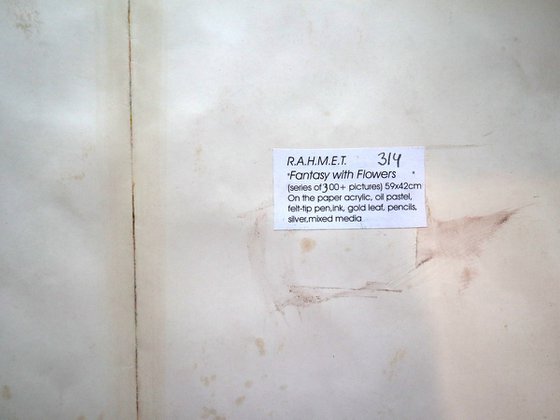 R.A.H.M.E.T. 314
"Fantasy with Flowers "
(series of 300+ pictures) 59x42cm
On the paper acrylic, oil pastel,
felt-tip pen,ink, gold leaf, pencils,
silver,mixed media